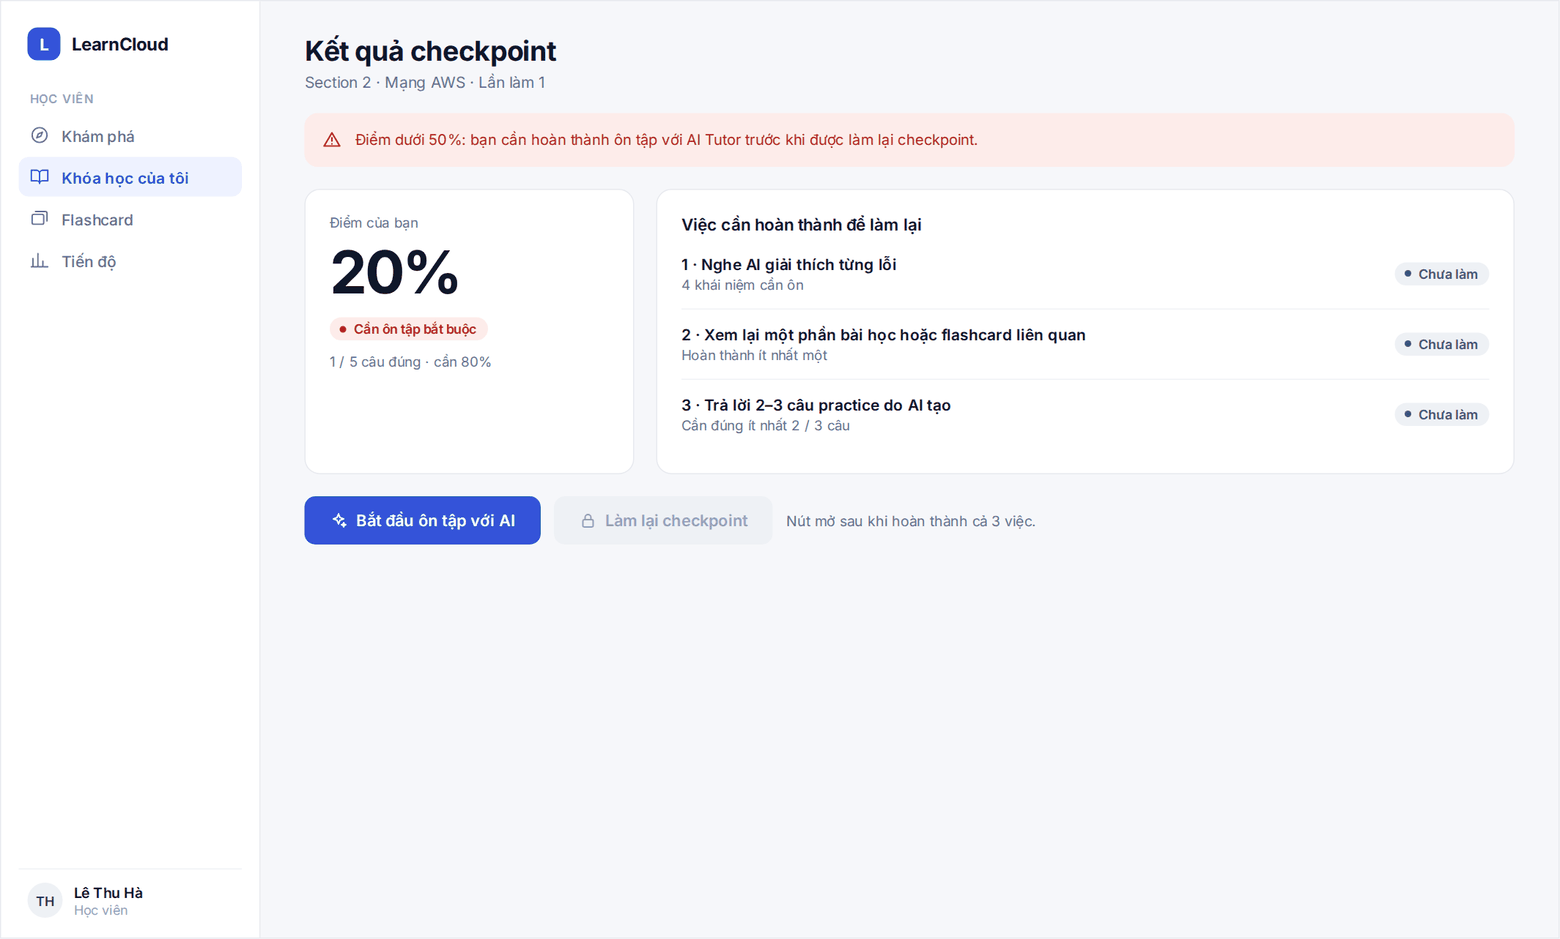 L LearnCloud
HỌC VIÊN
Khám phá
Khóa học của tôi
Flashcard
Tiến độ
TH
Lê Thu Hà
Học viên
Kết quả checkpoint
Section 2 · Mạng AWS · Lần làm 1
Điểm dưới 50%: bạn cần hoàn thành ôn tập với AI Tutor trước khi được làm lại checkpoint.
Điểm của bạn
20%
Cần ôn tập bắt buộc
1 / 5 câu đúng · cần 80%
Việc cần hoàn thành để làm lại
1 · Nghe AI giải thích từng lỗi
4 khái niệm cần ôn
Chưa làm
2 · Xem lại một phần bài học hoặc flashcard liên quan
Hoàn thành ít nhất một
Chưa làm
3 · Trả lời 2–3 câu practice do AI tạo
Cần đúng ít nhất 2 / 3 câu
Chưa làm
Bắt đầu ôn tập với AI
Làm lại checkpoint
Nút mở sau khi hoàn thành cả 3 việc.